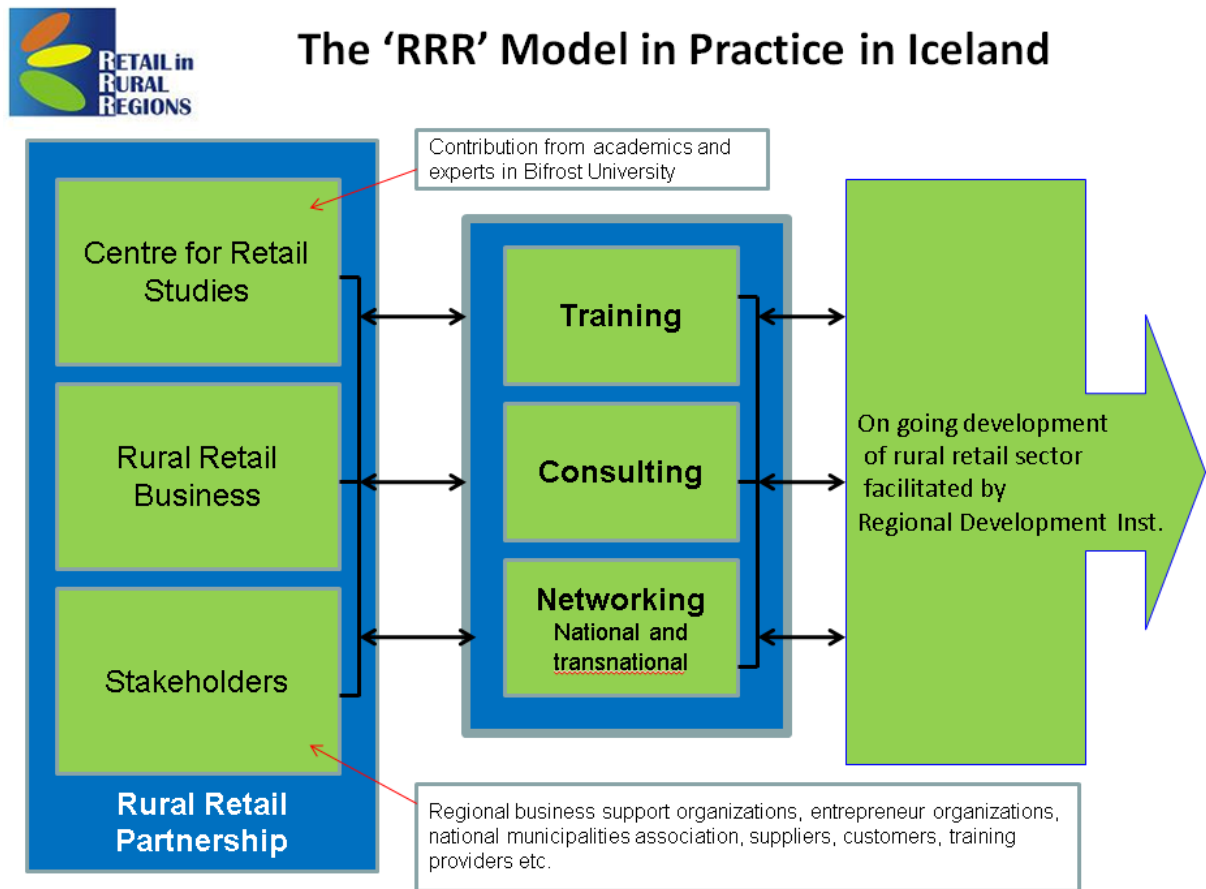 RETAIL in
RURAL
REGIONS
The ‘RRR’ Model in Practice in Iceland
Contribution from academics and
experts in Bifrost University
Centre for Retail
Studies
Rural Retail
Business
Stakeholders
Rural Retail
Partnership
Training
Consulting
Networking
National and
transnational
On going development
of rural retail sector
facilitated by
Regional Development Inst.
Regional business support organizations, entrepreneur organizations,
national municipalities association, suppliers, customers, training
providers etc.